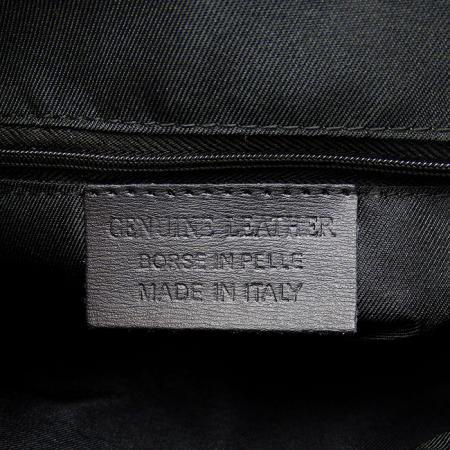 GENUINE LEATHER
BORSE IN PELLE
MADE IN ITALY